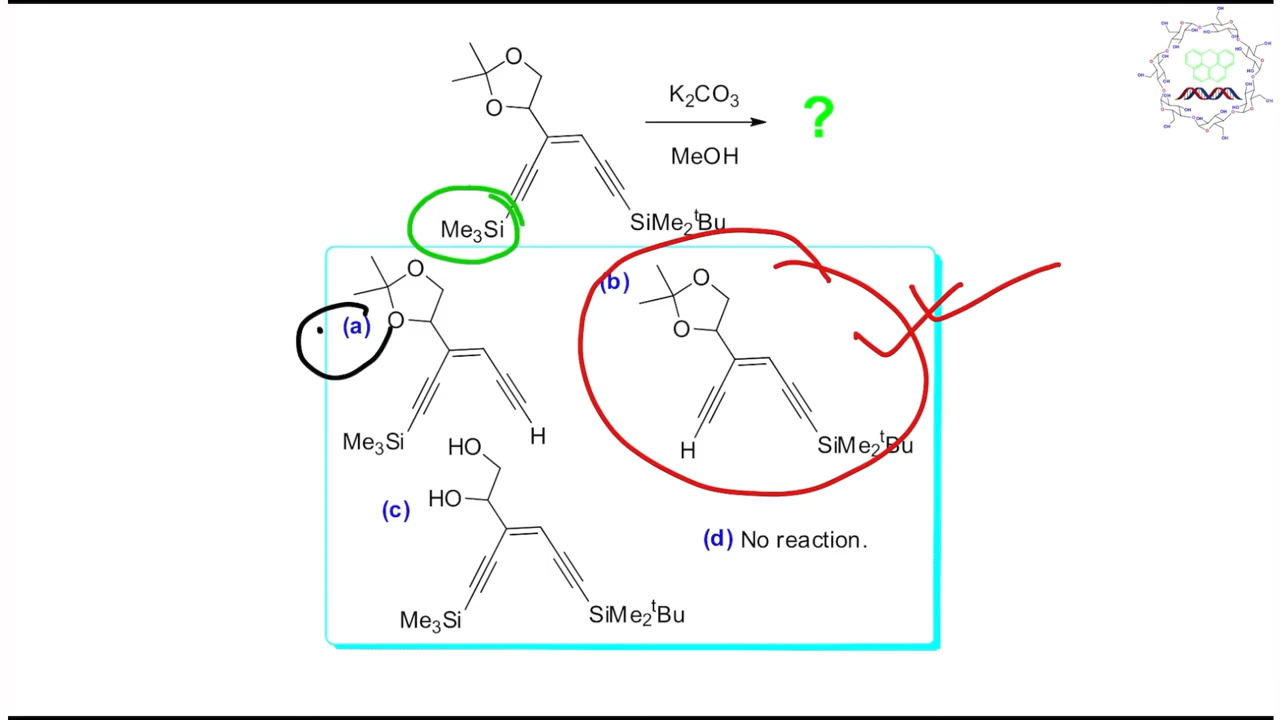 O
O
K₂CO₃
?
MeOH
Me₃Si
SiMe₂ᵗBu
O
(b)
O
(a)
O
O
H
Me₃Si
H
SiMe₂ᵗBu
HO
(c)
HO
(d) No reaction.
Me₃Si
SiMe₂ᵗBu